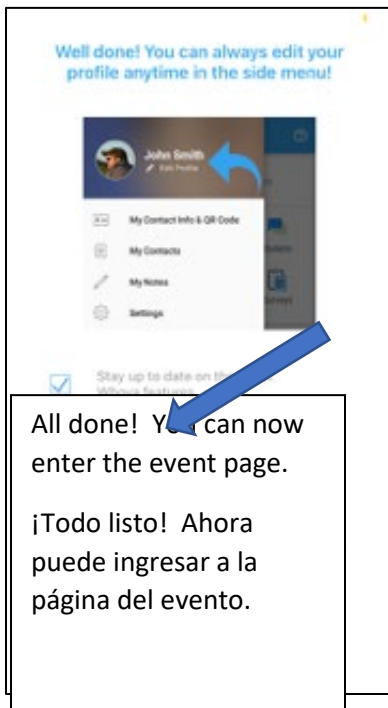 Well done! You can always edit your
profile anytime in the side menu!
John Smith
Edit Profile
My Contact Info & QR Code
My Contacts
My Notes
Settings
Stay up to date on the
Whova features
All done! You can now
enter the event page.
¡Todo listo! Ahora
puede ingresar a la
página del evento.